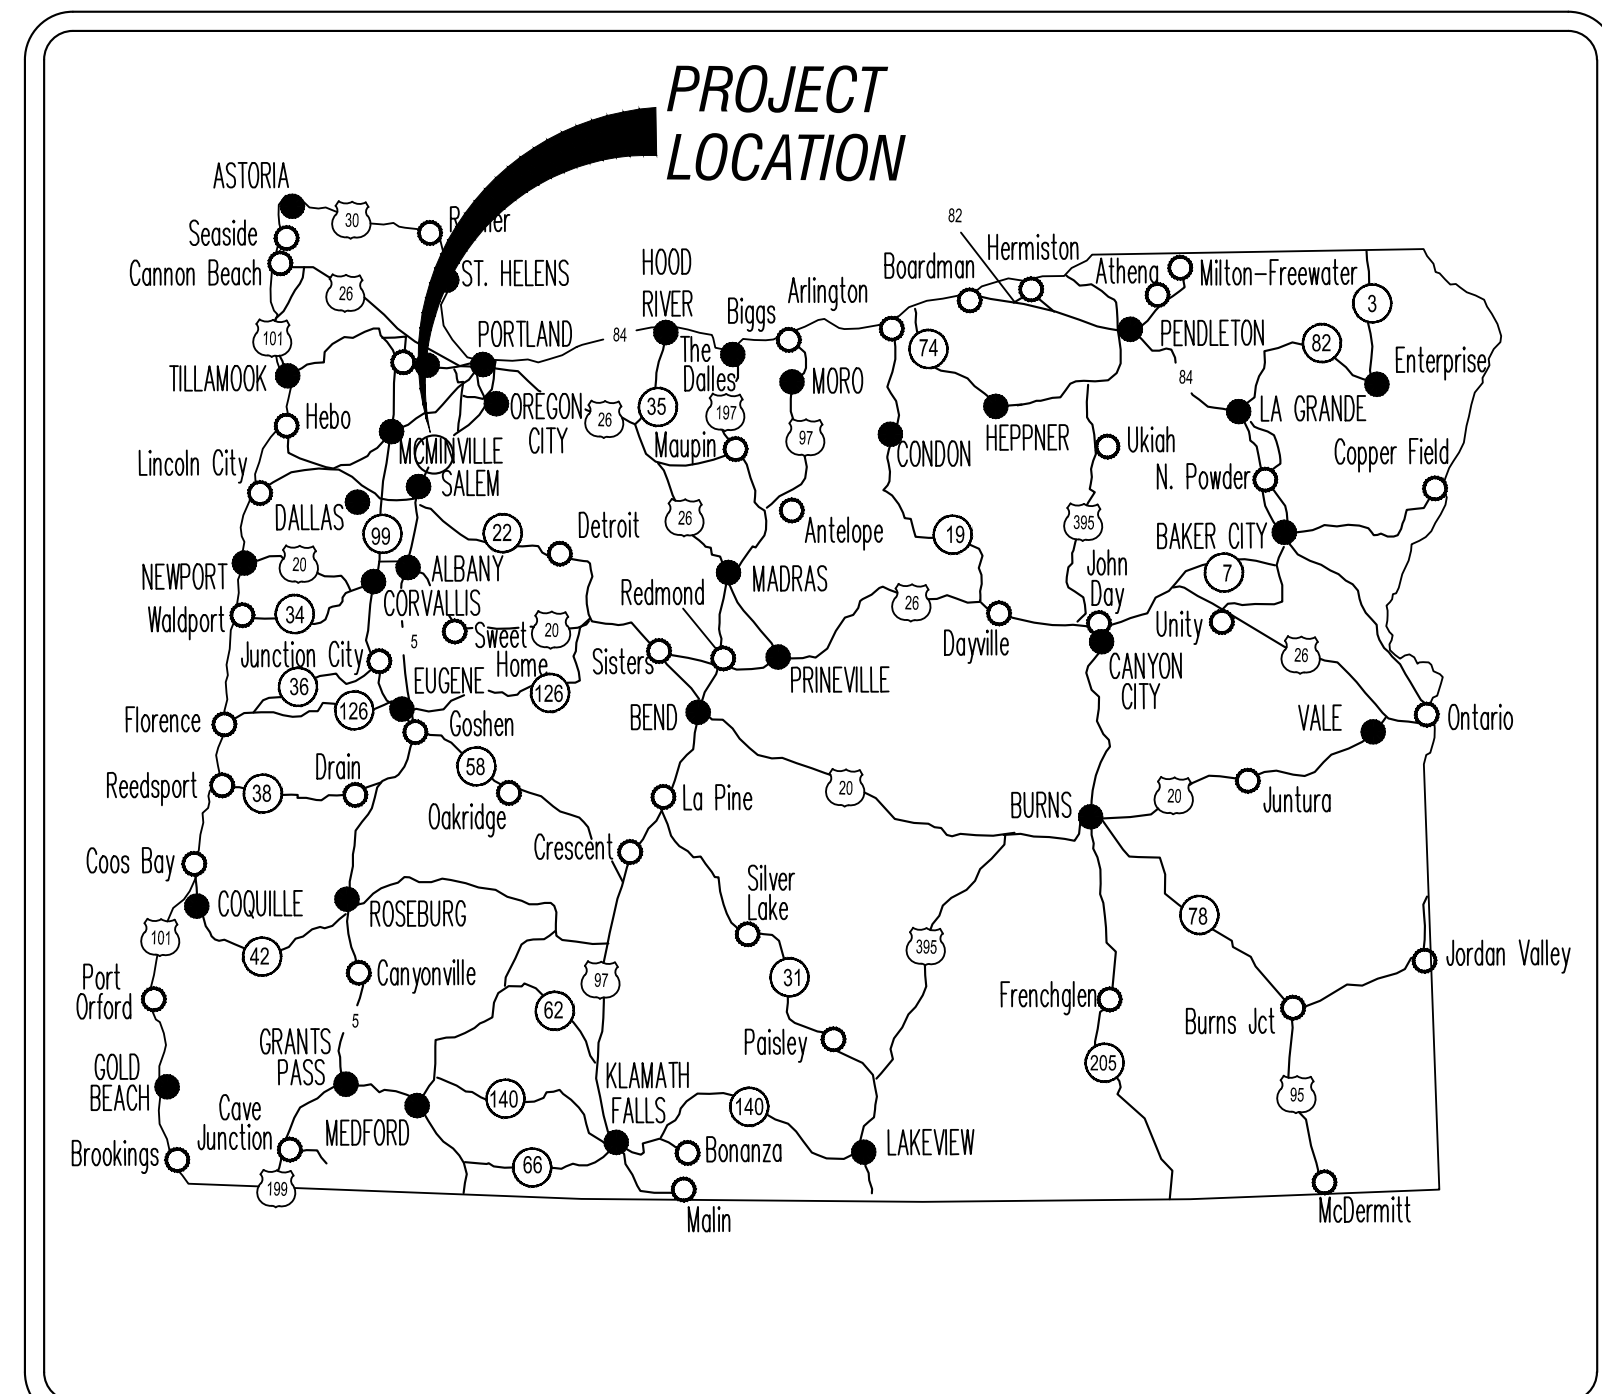 PROJECT
LOCATION
ASTORIA
30
Seaside
Cannon Beach
ST. HELENS
26
101
HOOD
RIVER
82
Boardman
Hermiston
Athena
Milton-Freewater
3
Biggs
Arlington
PORTLAND
84
The
Dalles
74
PENDLETON
82
Enterprise
TILLAMOOK
MORO
84
Hebo
OREGON
CITY
26
35
197
97
LA GRANDE
Maupin
CONDON
HEPPNER
Ukiah
Copper Field
Lincoln City
MCMINVILLE
SALEM
N. Powder
DALLAS
99
22
Detroit
26
Antelope
19
395
BAKER CITY
NEWPORT
20
ALBANY
CORVALLIS
MADRAS
John
Day
7
Waldport
34
Redmond
26
Dayville
Unity
5
Sweet
Home
20
Junction City
Sisters
PRINEVILLE
CANYON
CITY
26
36
EUGENE
126
126
Florence
Goshen
BEND
VALE
Ontario
Reedsport
38
Drain
58
Oakridge
La Pine
20
BURNS
20
Juntura
Coos Bay
Crescent
Silver
Lake
COQUILLE
ROSEBURG
78
101
42
395
Port
Orford
Canyonville
97
31
Jordan Valley
5
62
Frenchglen
Burns Jct
GRANTS
PASS
Paisley
205
GOLD
BEACH
KLAMATH
FALLS
95
Cave
Junction
140
140
MEDFORD
Brookings
66
Bonanza
LAKEVIEW
199
Malin
McDermitt